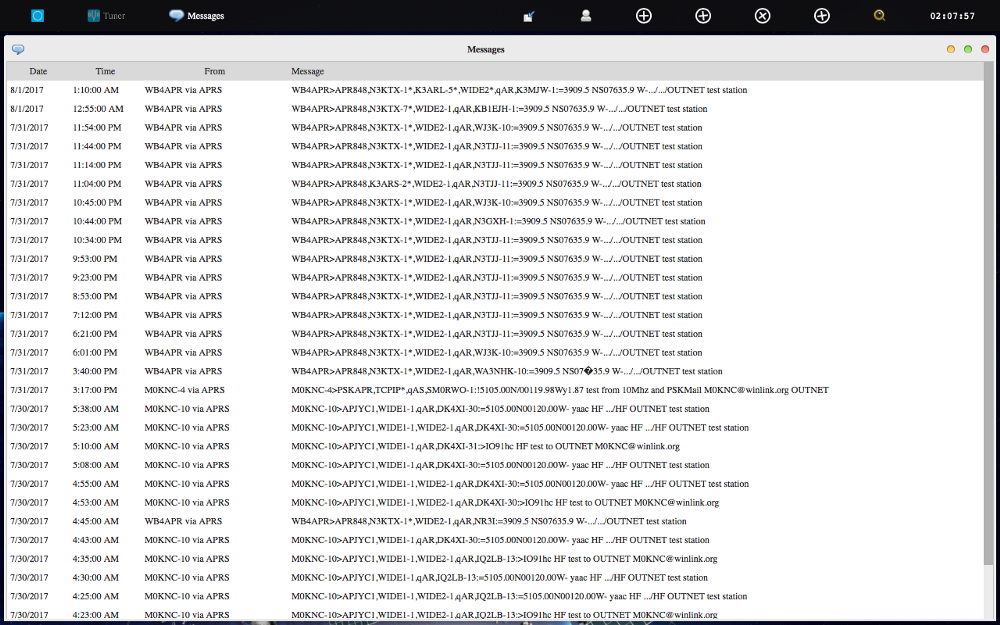 Tuner Messages 02:07:57
Messages
Date Time From Message
8/1/2017 1:10:00 AM WB4APR via APRS WB4APR>APR848,N3KTX-1*,K3ARL-5*,WIDE2*,qAR,K3MJW-1:=3909.5 NS07635.9 W-.../.../OUTNET test station
8/1/2017 12:55:00 AM WB4APR via APRS WB4APR>APR848,N3KTX-7*,WIDE2-1,qAR,KB1EJH-1:=3909.5 NS07635.9 W-.../.../OUTNET test station
7/31/2017 11:54:00 PM WB4APR via APRS WB4APR>APR848,N3KTX-1*,WIDE2-1,qAR,WJ3K-10:=3909.5 NS07635.9 W-.../.../OUTNET test station
7/31/2017 11:44:00 PM WB4APR via APRS WB4APR>APR848,N3KTX-1*,WIDE2-1,qAR,N3TJJ-11:=3909.5 NS07635.9 W-.../.../OUTNET test station
7/31/2017 11:14:00 PM WB4APR via APRS WB4APR>APR848,N3KTX-1*,WIDE2-1,qAR,N3TJJ-11:=3909.5 NS07635.9 W-.../.../OUTNET test station
7/31/2017 11:04:00 PM WB4APR via APRS WB4APR>APR848,K3ARS-2*,WIDE2-1,qAR,N3TJJ-11:=3909.5 NS07635.9 W-.../.../OUTNET test station
7/31/2017 10:45:00 PM WB4APR via APRS WB4APR>APR848,N3KTX-1*,WIDE2-1,qAR,WJ3K-10:=3909.5 NS07635.9 W-.../.../OUTNET test station
7/31/2017 10:44:00 PM WB4APR via APRS WB4APR>APR848,N3KTX-1*,WIDE2-1,qAR,N3GXH-1:=3909.5 NS07635.9 W-.../.../OUTNET test station
7/31/2017 10:34:00 PM WB4APR via APRS WB4APR>APR848,N3KTX-1*,WIDE2-1,qAR,N3TJJ-11:=3909.5 NS07635.9 W-.../.../OUTNET test station
7/31/2017 9:53:00 PM WB4APR via APRS WB4APR>APR848,N3KTX-1*,WIDE2-1,qAR,N3TJJ-11:=3909.5 NS07635.9 W-.../.../OUTNET test station
7/31/2017 9:23:00 PM WB4APR via APRS WB4APR>APR848,N3KTX-1*,WIDE2-1,qAR,N3TJJ-11:=3909.5 NS07635.9 W-.../.../OUTNET test station
7/31/2017 8:53:00 PM WB4APR via APRS WB4APR>APR848,N3KTX-1*,WIDE2-1,qAR,N3TJJ-11:=3909.5 NS07635.9 W-.../.../OUTNET test station
7/31/2017 7:12:00 PM WB4APR via APRS WB4APR>APR848,N3KTX-1*,WIDE2-1,qAR,N3TJJ-11:=3909.5 NS07635.9 W-.../.../OUTNET test station
7/31/2017 6:21:00 PM WB4APR via APRS WB4APR>APR848,N3KTX-1*,WIDE2-1,qAR,N3TJJ-11:=3909.5 NS07635.9 W-.../.../OUTNET test station
7/31/2017 6:01:00 PM WB4APR via APRS WB4APR>APR848,N3KTX-1*,WIDE2-1,qAR,WJ3K-10:=3909.5 NS07635.9 W-.../.../OUTNET test station
7/31/2017 3:40:00 PM WB4APR via APRS WB4APR>APR848,N3KTX-1*,WIDE2-1,qAR,WA3NHK-10:=3909.5 NS07�35.9 W-.../.../OUTNET test station
7/31/2017 3:17:00 PM M0KNC-4 via APRS M0KNC-4>PSKAPR,TCPIP*,qAS,SM0RWO-1:!5105.00N/00119.98Wy1.87 test from 10Mhz and PSKMail M0KNC@winlink.org OUTNET
7/30/2017 5:38:00 AM M0KNC-10 via APRS M0KNC-10>APJYC1,WIDE1-1,qAR,DK4XI-30:=5105.00N00120.00W- yaac HF .../HF OUTNET test station
7/30/2017 5:23:00 AM M0KNC-10 via APRS M0KNC-10>APJYC1,WIDE1-1,WIDE2-1,qAR,DK4XI-30:=5105.00N00120.00W- yaac HF .../HF OUTNET test station
7/30/2017 5:10:00 AM M0KNC-10 via APRS M0KNC-10>APJYC1,WIDE1-1,qAR,DK4XI-31:>IO91hc HF test to OUTNET M0KNC@winlink.org
7/30/2017 5:08:00 AM M0KNC-10 via APRS M0KNC-10>APJYC1,WIDE1-1,qAR,DK4XI-30:=5105.00N00120.00W- yaac HF .../HF OUTNET test station
7/30/2017 4:55:00 AM M0KNC-10 via APRS M0KNC-10>APJYC1,WIDE1-1,WIDE2-1,qAR,DK4XI-30:=5105.00N00120.00W- yaac HF .../HF OUTNET test station
7/30/2017 4:53:00 AM M0KNC-10 via APRS M0KNC-10>APJYC1,WIDE1-1,WIDE2-1,qAR,DK4XI-30:>IO91hc HF test to OUTNET M0KNC@winlink.org
7/30/2017 4:45:00 AM WB4APR via APRS WB4APR>APR848,N3KTX-1*,WIDE2-1,qAR,NR3I:=3909.5 NS07635.9 W-.../.../OUTNET test station
7/30/2017 4:43:00 AM M0KNC-10 via APRS M0KNC-10>APJYC1,WIDE1-1,qAR,DK4XI-30:=5105.00N00120.00W- yaac HF .../HF OUTNET test station
7/30/2017 4:35:00 AM M0KNC-10 via APRS M0KNC-10>APJYC1,WIDE1-1,WIDE2-1,qAR,JQ2LB-13:>IO91hc HF test to OUTNET M0KNC@winlink.org
7/30/2017 4:30:00 AM M0KNC-10 via APRS M0KNC-10>APJYC1,WIDE1-1,qAR,JQ2LB-13:=5105.00N00120.00W- yaac HF .../HF OUTNET test station
7/30/2017 4:25:00 AM M0KNC-10 via APRS M0KNC-10>APJYC1,WIDE1-1,WIDE2-1,qAR,JQ2LB-13:=5105.00N00120.00W- yaac HF .../HF OUTNET test station
7/30/2017 4:23:00 AM M0KNC-10 via APRS M0KNC-10>APJYC1,WIDE1-1,WIDE2-1,qAR,JQ2LB-13:>IO91hc HF test to OUTNET M0KNC@winlink.org